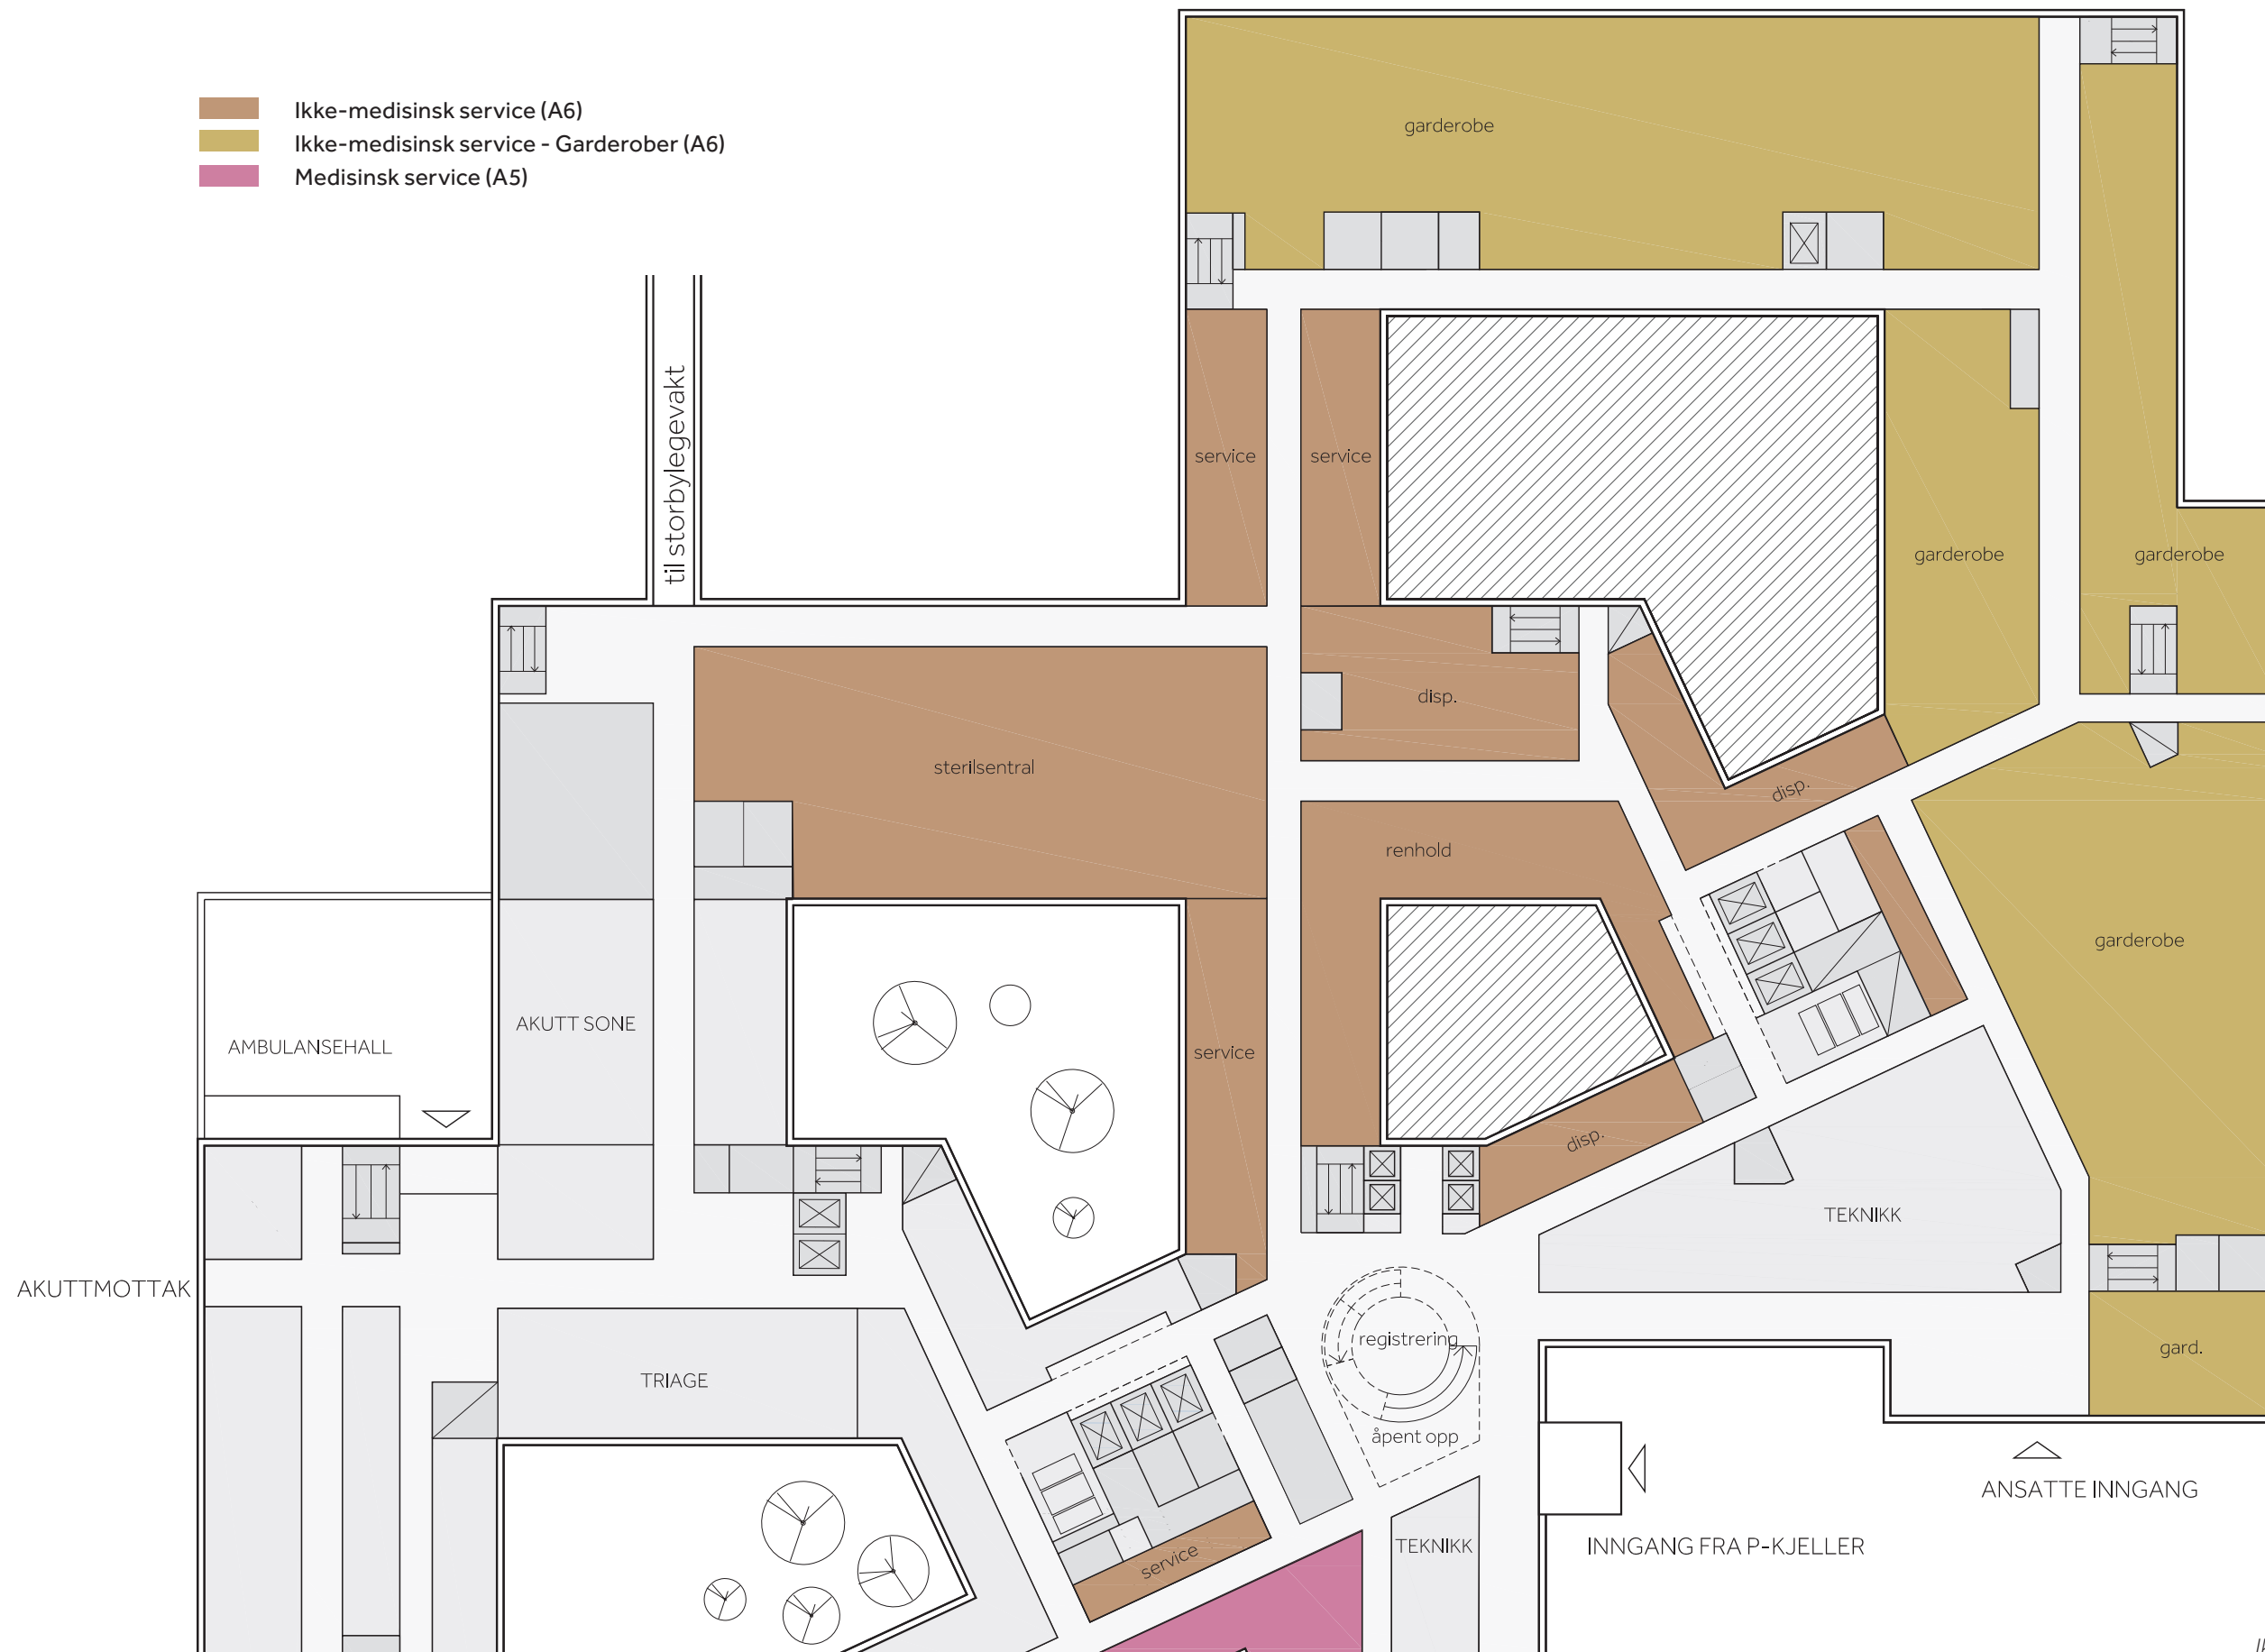 Ikke-medisinsk service (A6)
Ikke-medisinsk service - Garderober (A6)
Medisinsk service (A5)
garderobe
til storbylegevakt
service
service
garderobe
garderobe
disp.
sterilsentral
disp.
renhold
garderobe
AKUTT SONE
AMBULANSEHALL
service
disp.
TEKNIKK
AKUTTMOTTAK
registrering
gard.
TRIAGE
åpent opp
ANSATTE INNGANG
TEKNIKK
INNGANG FRA P-KJELLER
service